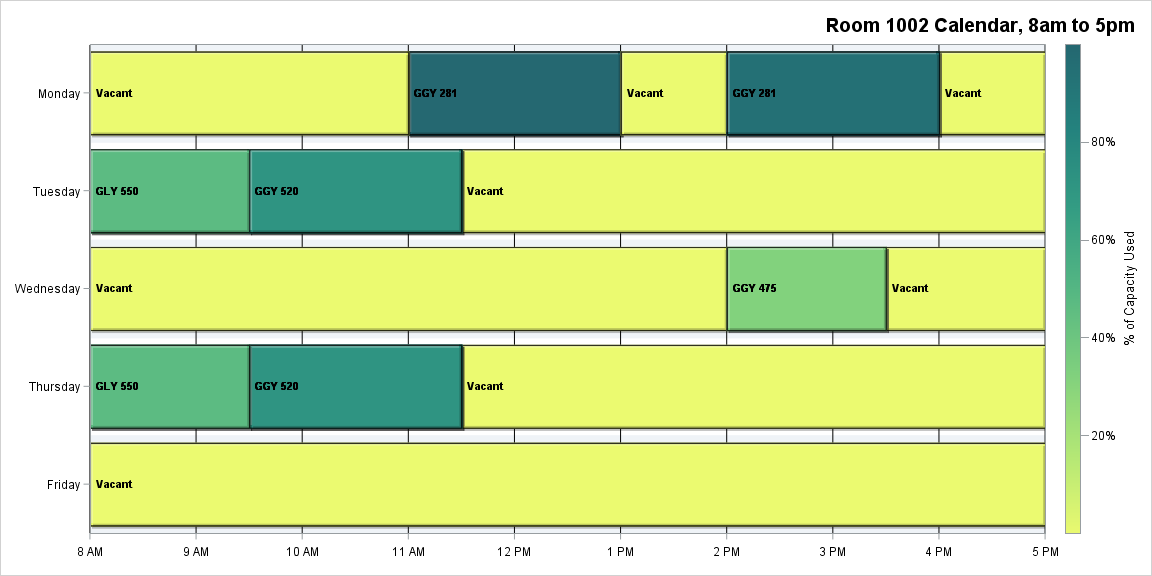 Room 1002 Calendar, 8am to 5pm
Monday
Vacant
GGY 281
Vacant
GGY 281
Vacant
Tuesday
GLY 550
GGY 520
Vacant
Wednesday
Vacant
GGY 475
Vacant
Thursday
GLY 550
GGY 520
Vacant
Friday
Vacant
8 AM
9 AM
10 AM
11 AM
12 PM
1 PM
2 PM
3 PM
4 PM
5 PM
80%
60%
40%
20%
% of Capacity Used